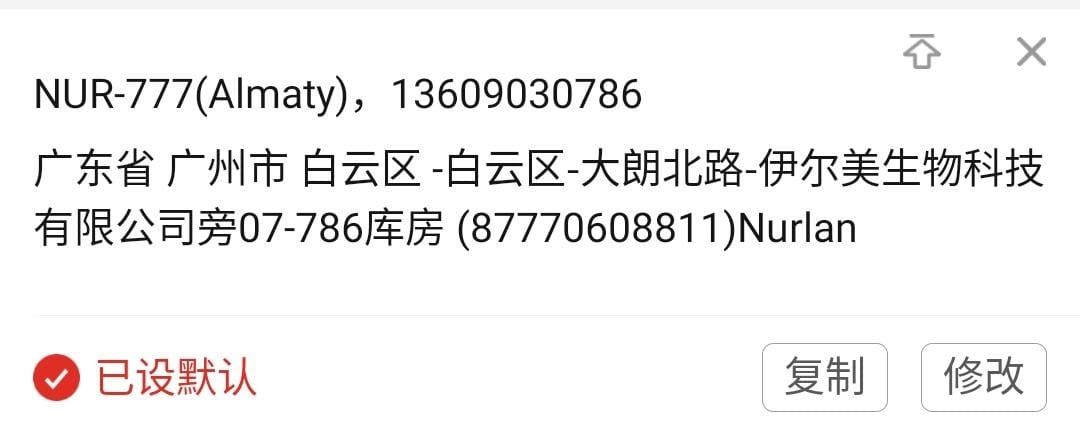 NUR-777(Almaty)，13609030786
广东省 广州市 白云区 -白云区-大朗北路-伊尔美生物科技
有限公司旁07-786库房 (87770608811)Nurlan
已设默认
复制
修改